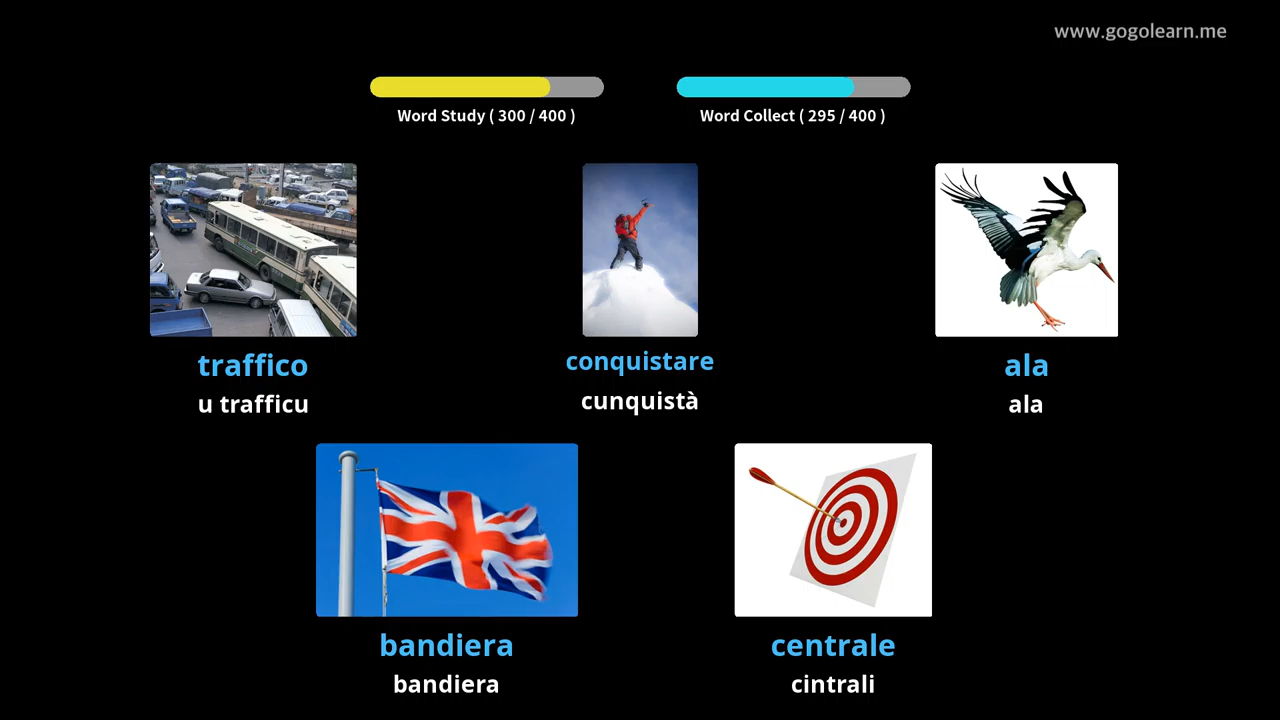 www.gogolearn.me
Word Study ( 300 / 400 )
Word Collect ( 295 / 400 )
traffico
u trafficu
conquistare
cunquistà
ala
ala
bandiera
bandiera
centrale
cintrali